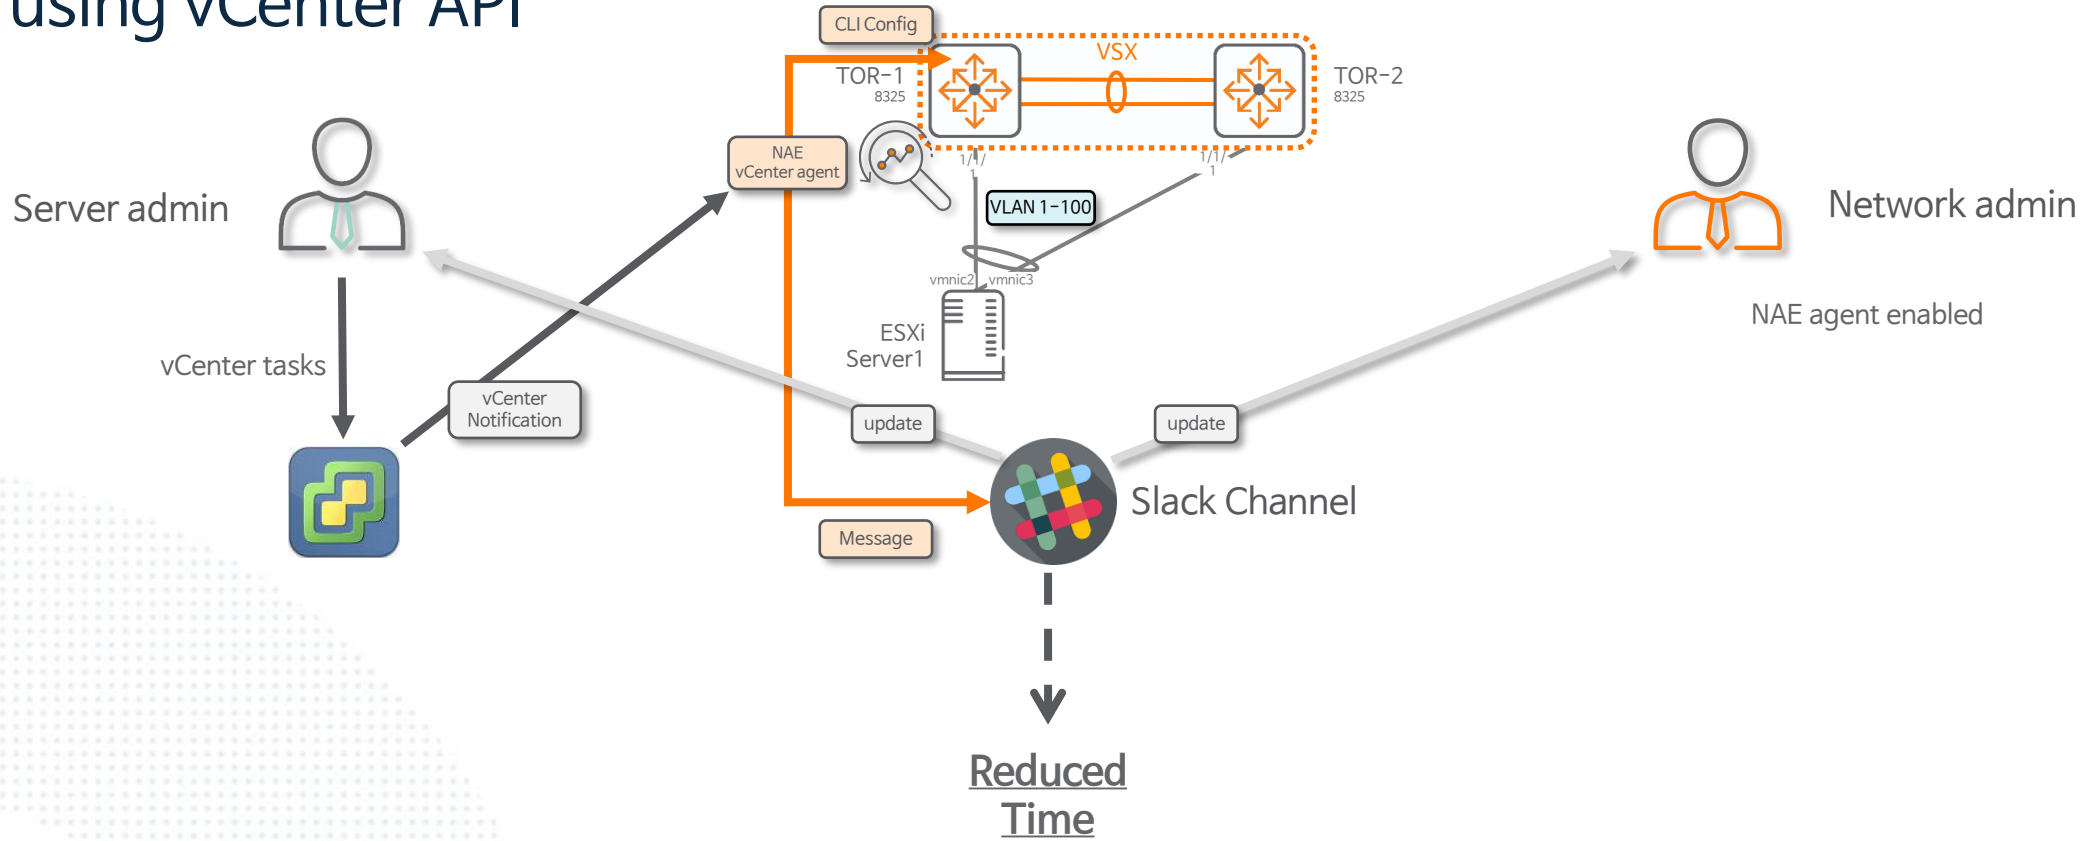 using vCenter API
CLI Config
VSX
TOR-1
8325
TOR-2
8325
NAE
vCenter agent
1/1/
1
1/1/
1
VLAN 1-100
Server admin
Network admin
vmnic2
vmnic3
NAE agent enabled
ESXi
Server1
vCenter tasks
vCenter
Notification
update
update
Slack Channel
Message
Reduced
Time